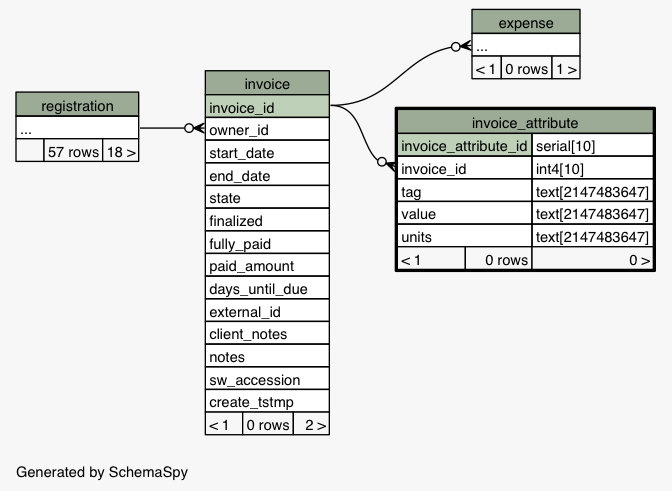 expense
...
< 1 0 rows 1 >
invoice
invoice_id
owner_id
start_date
end_date
state
finalized
fully_paid
paid_amount
days_until_due
external_id
client_notes
notes
sw_accession
create_tstmp
< 1 0 rows 2 >
registration
...
57 rows 18 >
invoice_attribute
invoice_attribute_id serial[10]
invoice_id int4[10]
tag text[2147483647]
value text[2147483647]
units text[2147483647]
< 1 0 rows 0 >
Generated by SchemaSpy